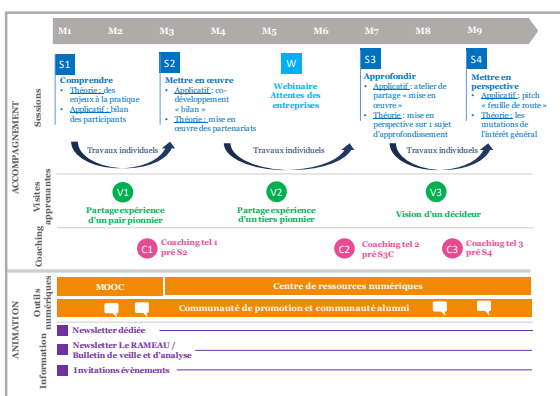 M1 M2 M3 M4 M5 M6 M7 M8 M9
ACCOMPAGNEMENT
Sessions
S1
Comprendre
• Théorie : des
enjeux à la pratique
• Applicatif : bilan
des participants
S2
Mettre en œuvre
• Applicatif : co-
développement
« bilan »
• Théorie : mise en
œuvre des partenariats
W
Webinaire
Attentes des
entreprises
S3
Approfondir
• Applicatif : atelier de
partage « mise en
œuvre »
• Théorie : mise en
perspective sur 1 sujet
d'approfondissement
S4
Mettre en
perspective
• Applicatif : pitch
« feuille de route »
• Théorie : les
mutations de
l'intérêt général
Travaux individuels
Travaux individuels
Travaux individuels
Visites
apprenantes
V1
Partage expérience
d'un pair pionnier
V2
Partage expérience
d'un tiers pionnier
V3
Vision d'un décideur
Coaching
C1
Coaching tel 1
pré S2
C2
Coaching tel 2
pré S3C
C3
Coaching tel 3
pré S4
ANIMATION
Outils
numériques
MOOC
Centre de ressources numériques
Communauté de promotion et communauté alumni
Information
Newsletter dédiée
Newsletter Le RAMEAU /
Bulletin de veille et d'analyse
Invitations évènements